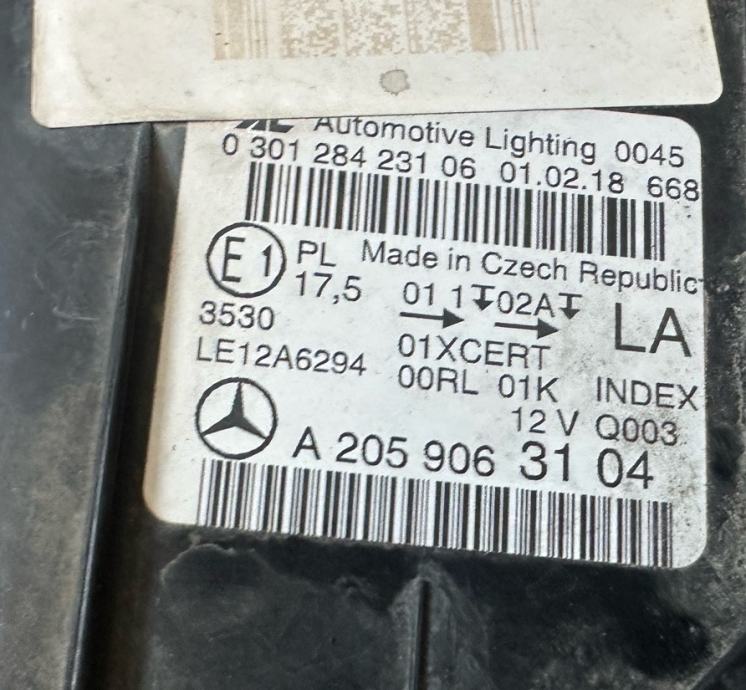 Automotive Lighting 0045
0 301 284 231 06 01.02.18 668
E1 PL Made in Czech Republic
17,5 01 1 02A LA
3530
LE12A6294 01XCERT
00RL 01K INDEX
12 V Q003
A 205 906 31 04